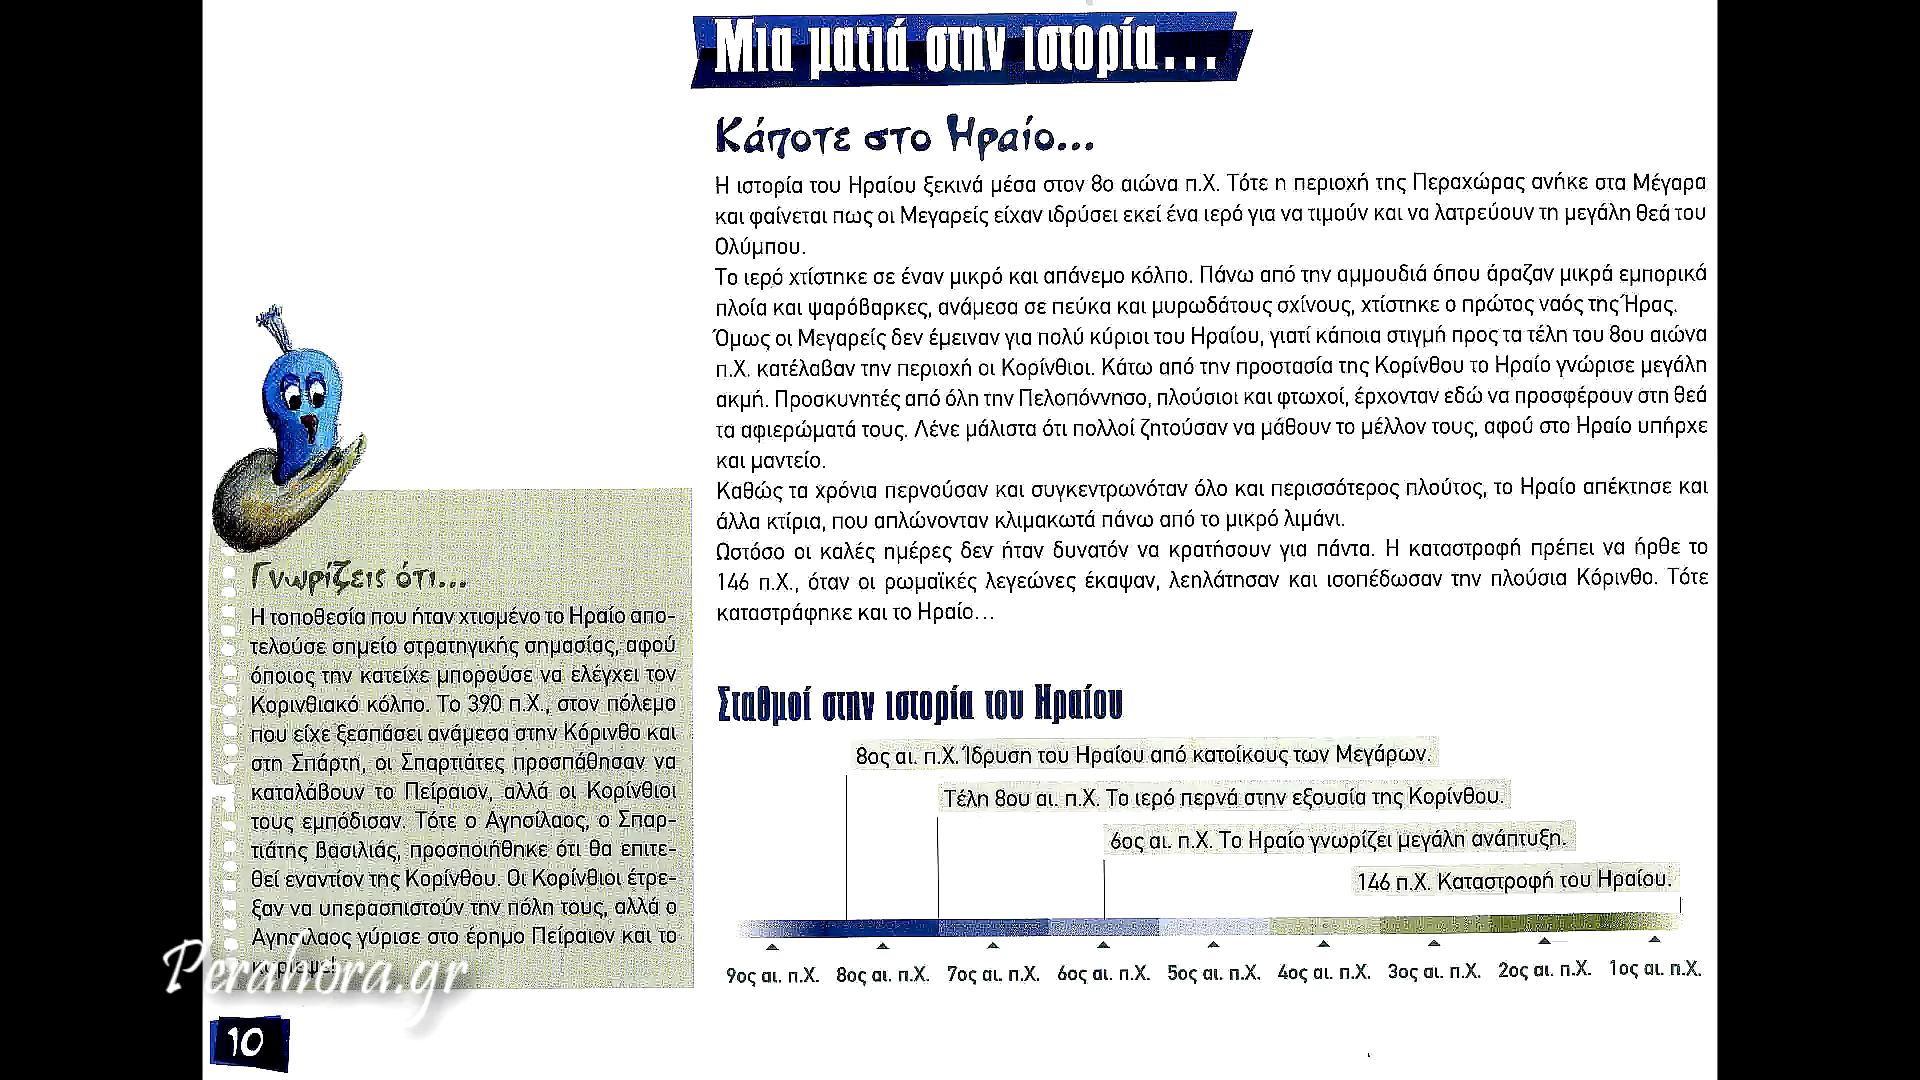 Μια ματιά στην ιστορία...
Κάποτε στο Ηραίο...
Η ιστορία του Ηραίου ξεκινά μέσα στον 8ο αιώνα π.Χ. Τότε η περιοχή της Περαχώρας ανήκε στα Μέγαρα
και φαίνεται πως οι Μεγαρείς είχαν ιδρύσει εκεί ένα ιερό για να τιμούν και να λατρεύουν τη μεγάλη θεά του
Ολύμπου.
Το ιερό χτίστηκε σε έναν μικρό και απάνεμο κόλπο. Πάνω από την αμμουδιά όπου άραζαν μικρά εμπορικά
πλοία και ψαρόβαρκες, ανάμεσα σε πεύκα και μυρωδάτους σχίνους, χτίστηκε ο πρώτος ναός της Ήρας.
Όμως οι Μεγαρείς δεν έμειναν για πολύ κύριοι του Ηραίου, γιατί κάποια στιγμή προς τα τέλη του 8ου αιώνα
π.Χ. κατέλαβαν την περιοχή οι Κορίνθιοι. Κάτω από την προστασία της Κορίνθου το Ηραίο γνώρισε μεγάλη
ακμή. Προσκυνητές από όλη την Πελοπόννησο, πλούσιοι και φτωχοί, έρχονταν εδώ να προσφέρουν στη θεά
τα αφιερώματά τους. Λένε μάλιστα ότι πολλοί ζητούσαν να μάθουν το μέλλον τους, αφού στο Ηραίο υπήρχε
και μαντείο.
Καθώς τα χρόνια περνούσαν και συγκεντρωνόταν όλο και περισσότερος πλούτος, το Ηραίο απέκτησε και
άλλα κτίρια, που απλώνονταν κλιμακωτά πάνω από το μικρό λιμάνι.
Ωστόσο οι καλές ημέρες δεν ήταν δυνατόν να κρατήσουν για πάντα. Η καταστροφή πρέπει να ήρθε το
146 π.Χ., όταν οι ρωμαϊκές λεγεώνες έκαψαν, λεηλάτησαν και ισοπέδωσαν την πλούσια Κόρινθο. Τότε
καταστράφηκε και το Ηραίο...
Γνωρίζεις ότι...
Η τοποθεσία που ήταν χτισμένο το Ηραίο απο-
τελούσε σημείο στρατηγικής σημασίας, αφού
όποιος την κατείχε μπορούσε να ελέγχει τον
Κορινθιακό κόλπο. Το 390 π.Χ., στον πόλεμο
που είχε ξεσπάσει ανάμεσα στην Κόρινθο και
στη Σπάρτη, οι Σπαρτιάτες προσπάθησαν να
καταλάβουν το Πείραιον, αλλά οι Κορίνθιοι
τους εμπόδισαν. Τότε ο Αγησίλαος, ο Σπαρ-
τιάτης βασιλιάς, προσποιήθηκε ότι θα επιτε-
θεί εναντίον της Κορίνθου. Οι Κορίνθιοι έτρε-
ξαν να υπερασπιστούν την πόλη τους, αλλά ο
Αγησίλαος γύρισε στο έρημο Πείραιον και το
Perahora.gr
10
Σταθμοί στην ιστορία του Ηραίου
8ος αι. π.Χ. Ίδρυση του Ηραίου από κατοίκους των Μεγάρων.
Τέλη 8ου αι. π.Χ. Το ιερό περνά στην εξουσία της Κορίνθου.
6ος αι. π.Χ. Το Ηραίο γνωρίζει μεγάλη ανάπτυξη.
146 π.Χ. Καταστροφή του Ηραίου.
9ος αι. π.Χ. 8ος αι. π.Χ. 7ος αι. π.Χ. 6ος αι. π.Χ. 5ος αι. π.Χ. 4ος αι. π.Χ. 3ος αι. π.Χ. 2ος αι. π.Χ. 1ος αι. π.Χ.